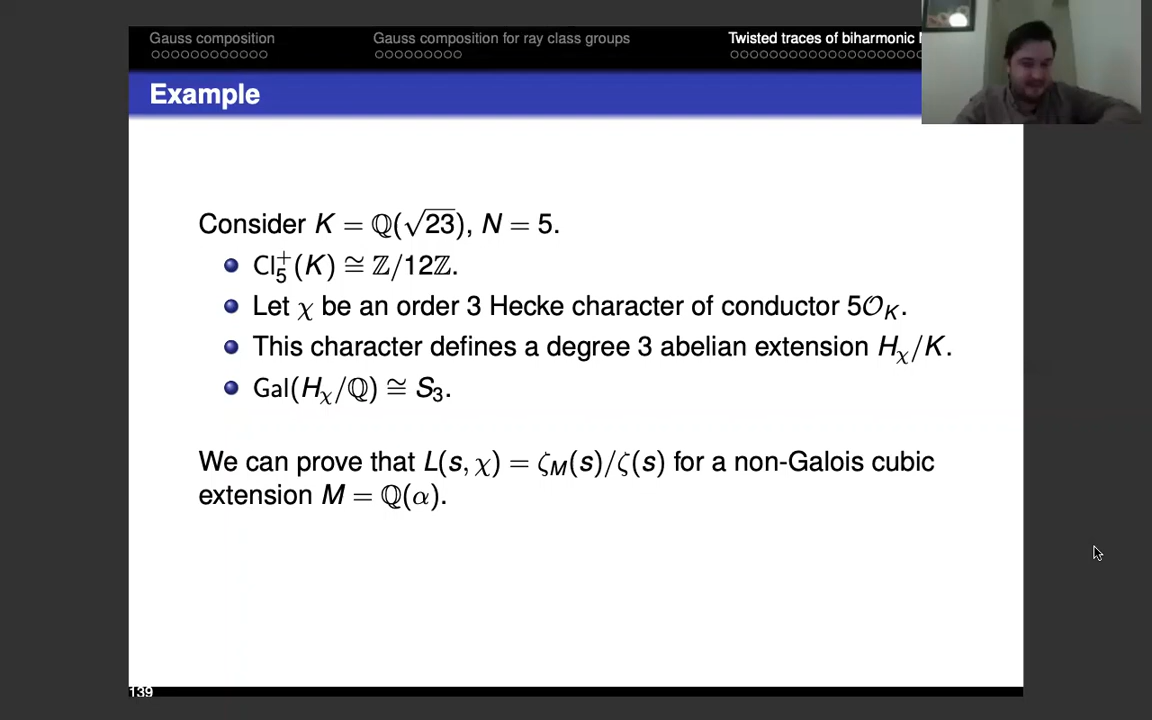 Gauss composition
Gauss composition for ray class groups
Twisted traces of biharmonic
Example
Consider K = ℚ(√23), N = 5.
Cl₅⁺(K) ≅ ℤ/12ℤ.
Let χ be an order 3 Hecke character of conductor 5𝒪_K.
This character defines a degree 3 abelian extension H_χ/K.
Gal(H_χ/ℚ) ≅ S₃.
We can prove that L(s, χ) = ζ_M(s)/ζ(s) for a non-Galois cubic
extension M = ℚ(α).
139